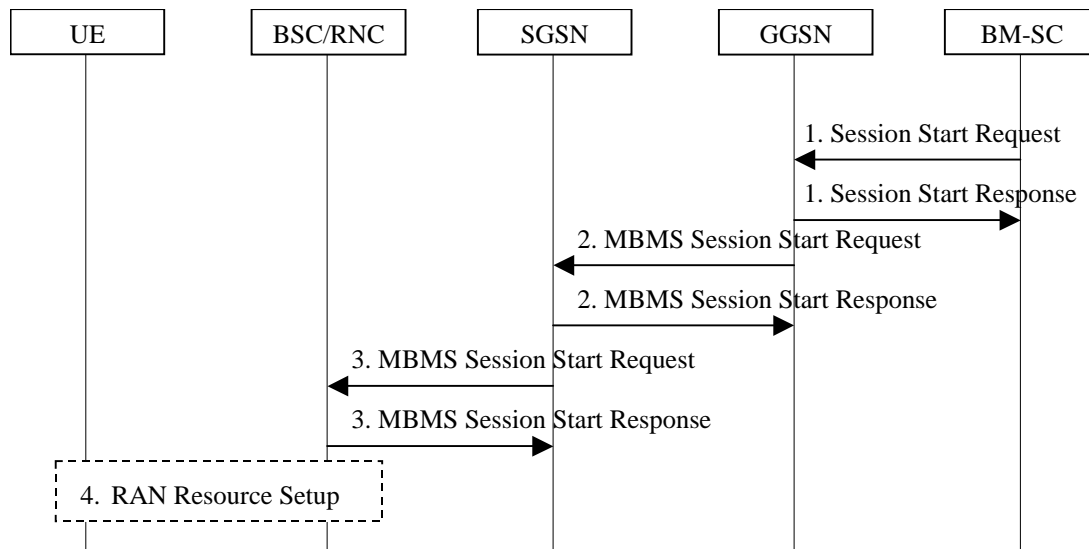 UE
BSC/RNC
SGSN
GGSN
BM-SC
1. Session Start Request
1. Session Start Response
2. MBMS Session Start Request
2. MBMS Session Start Response
3. MBMS Session Start Request
3. MBMS Session Start Response
4. RAN Resource Setup